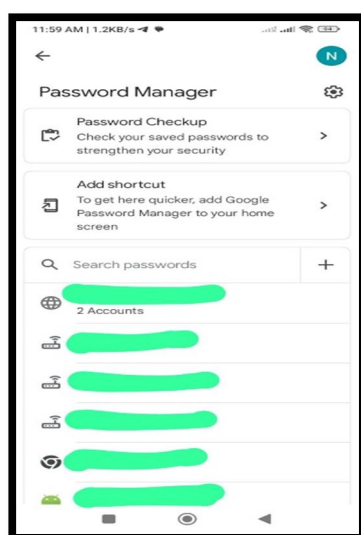 11:59 AM | 1.2KB/s
54
N
Password Manager
Password Checkup
Check your saved passwords to
strengthen your security
Add shortcut
To get here quicker, add Google
Password Manager to your home
screen
Search passwords
2 Accounts